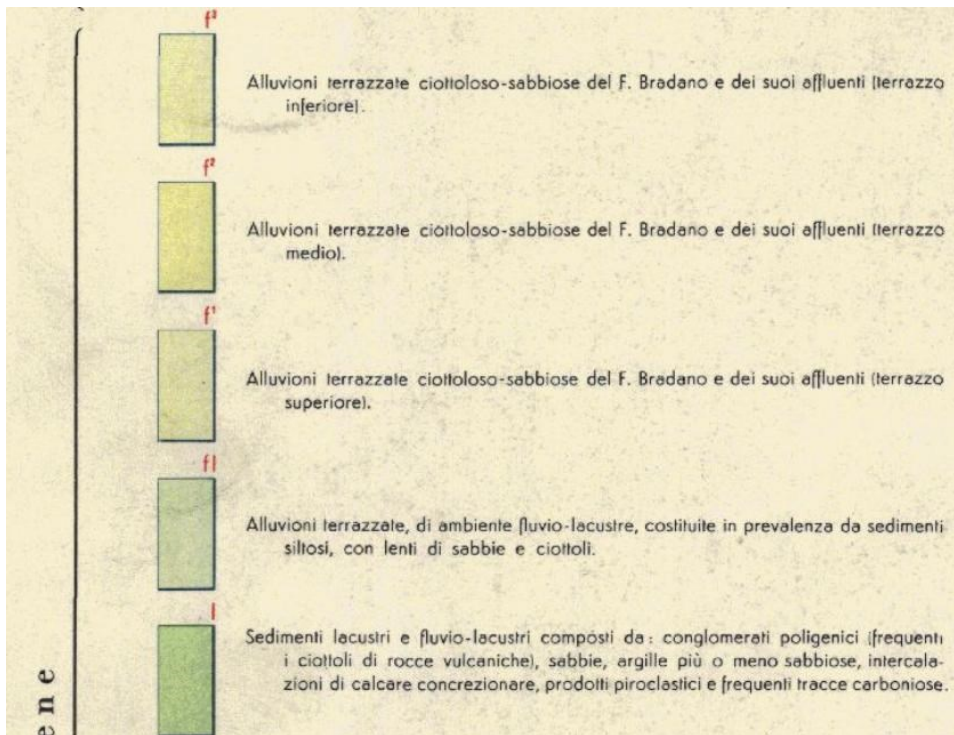 f³
Alluvioni terrazzate ciottoloso-sabbiose del F. Bradano e dei suoi affluenti (terrazzo
inferiore).
f²
Alluvioni terrazzate ciottoloso-sabbiose del F. Bradano e dei suoi affluenti (terrazzo
medio).
f¹
Alluvioni terrazzate ciottoloso-sabbiose del F. Bradano e dei suoi affluenti (terrazzo
superiore).
fl
Alluvioni terrazzate, di ambiente fluvio-lacustre, costituite in prevalenza da sedimenti
siltosi, con lenti di sabbie e ciottoli.
l
Sedimenti lacustri e fluvio-lacustri composti da: conglomerati poligenici (frequenti
i ciottoli di rocce vulcaniche), sabbie, argille più o meno sabbiose, intercala-
zioni di calcare concrezionare, prodotti piroclastici e frequenti tracce carboniose.
ene